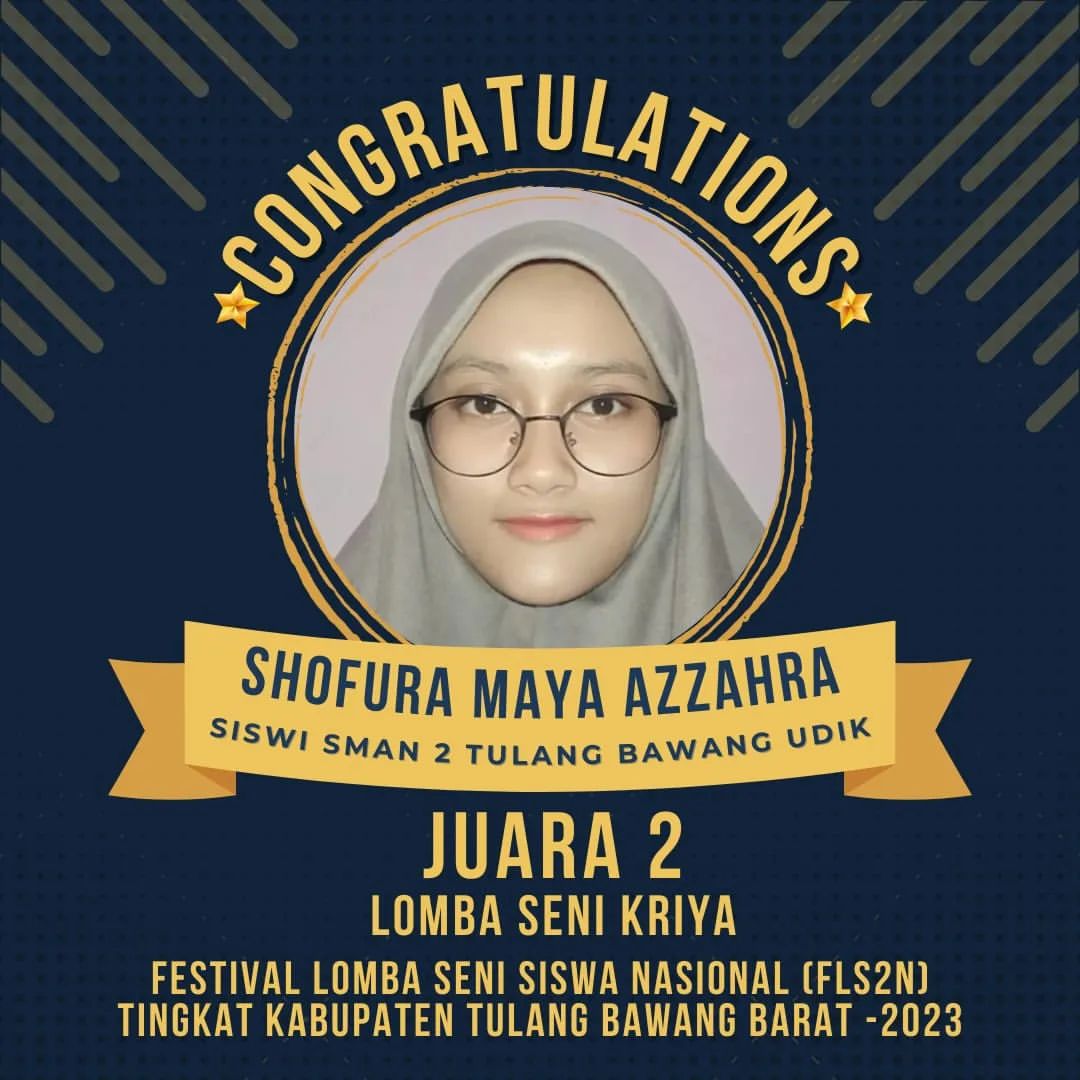 CONGRATULATIONS
SHOFURA MAYA AZZAHRA
SISWI SMAN 2 TULANG BAWANG UDIK
JUARA 2
LOMBA SENI KRIYA
FESTIVAL LOMBA SENI SISWA NASIONAL (FLS2N)
TINGKAT KABUPATEN TULANG BAWANG BARAT -2023